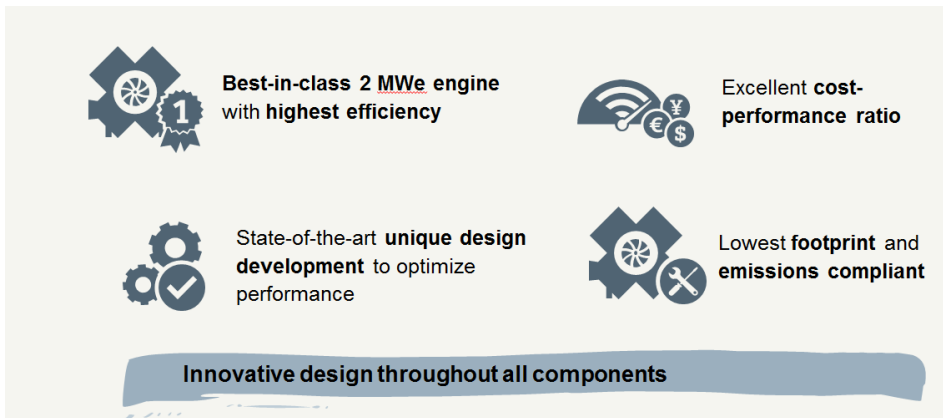 Best-in-class 2 MWe engine
with highest efficiency
1
Excellent cost-
performance ratio
¥
€
$
State-of-the-art unique design
development to optimize
performance
Lowest footprint and
emissions compliant
Innovative design throughout all components